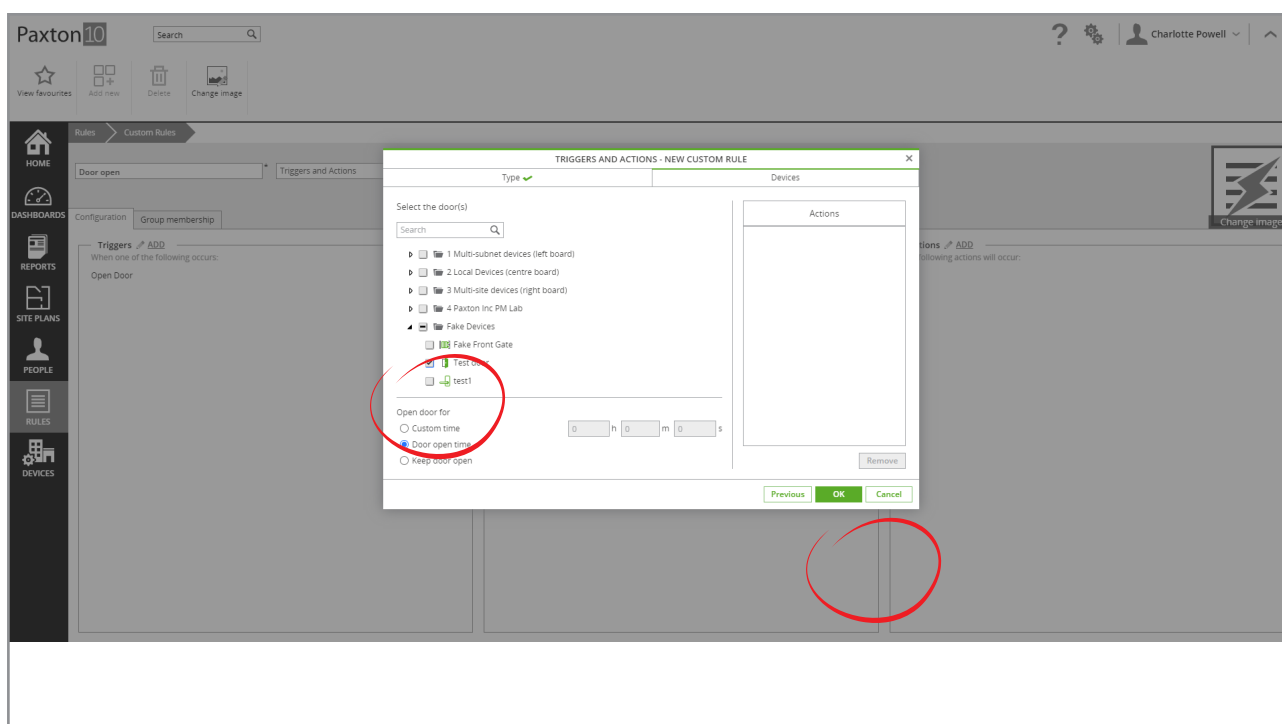 Paxton10
Search
Charlotte Powell
View favourites
Add new
Delete
Change image
Rules
Custom Rules
HOME
DASHBOARDS
REPORTS
SITE PLANS
PEOPLE
RULES
DEVICES
Door open
*
Triggers and Actions
Change image
Configuration
Group membership
Triggers ADD
When one of the following occurs:
Open Door
tions ADD
following actions will occur:
TRIGGERS AND ACTIONS - NEW CUSTOM RULE
Type
Devices
Select the door(s)
Search
1 Multi-subnet devices (left board)
2 Local Devices (centre board)
3 Multi-site devices (right board)
4 Paxton Inc PM Lab
Fake Devices
Fake Front Gate
Test door
test1
Open door for
Custom time
0 h 0 m 0 s
Door open time
Keep door open
Actions
Remove
Previous
OK
Cancel